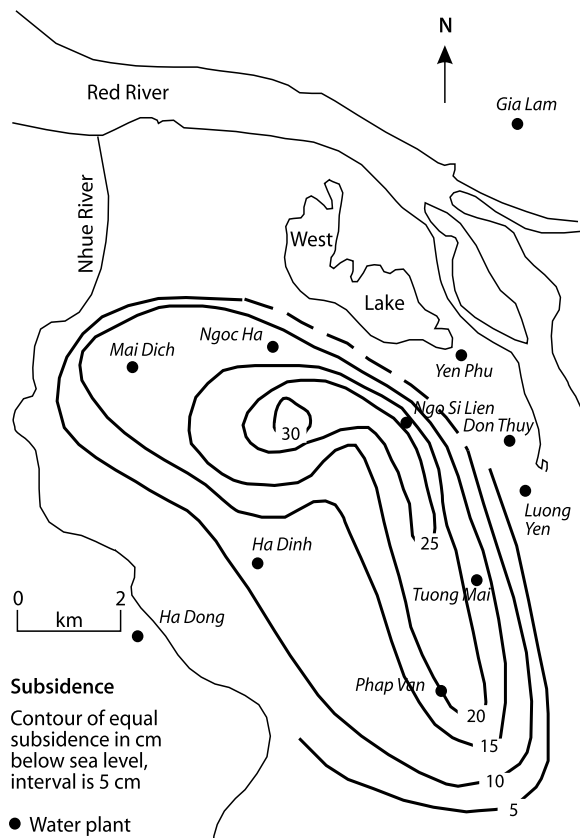 N
Red River
Gia Lam
Nhue River
West
Lake
Ngoc Ha
Mai Dich
Yen Phu
Ngo Si Lien
Don Thuy
30
Luong
Yen
25
Ha Dinh
0 2
km
Tuong Mai
Ha Dong
Phap Van
20
15
10
5
Subsidence
Contour of equal
subsidence in cm
below sea level,
interval is 5 cm
Water plant